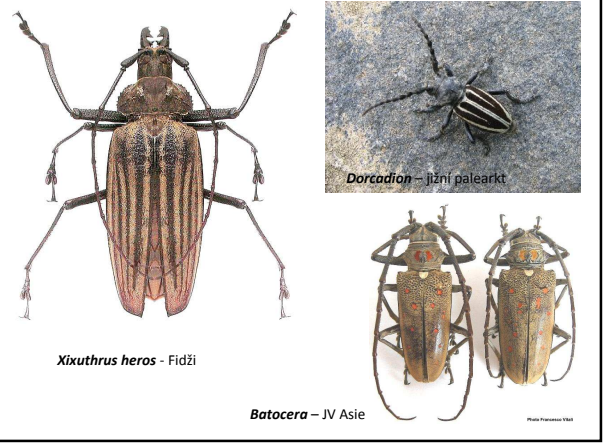 Dorcadion – jižní palearkt
Xixuthrus heros - Fidži
Batocera – JV Asie
Photo Francesco Vitali